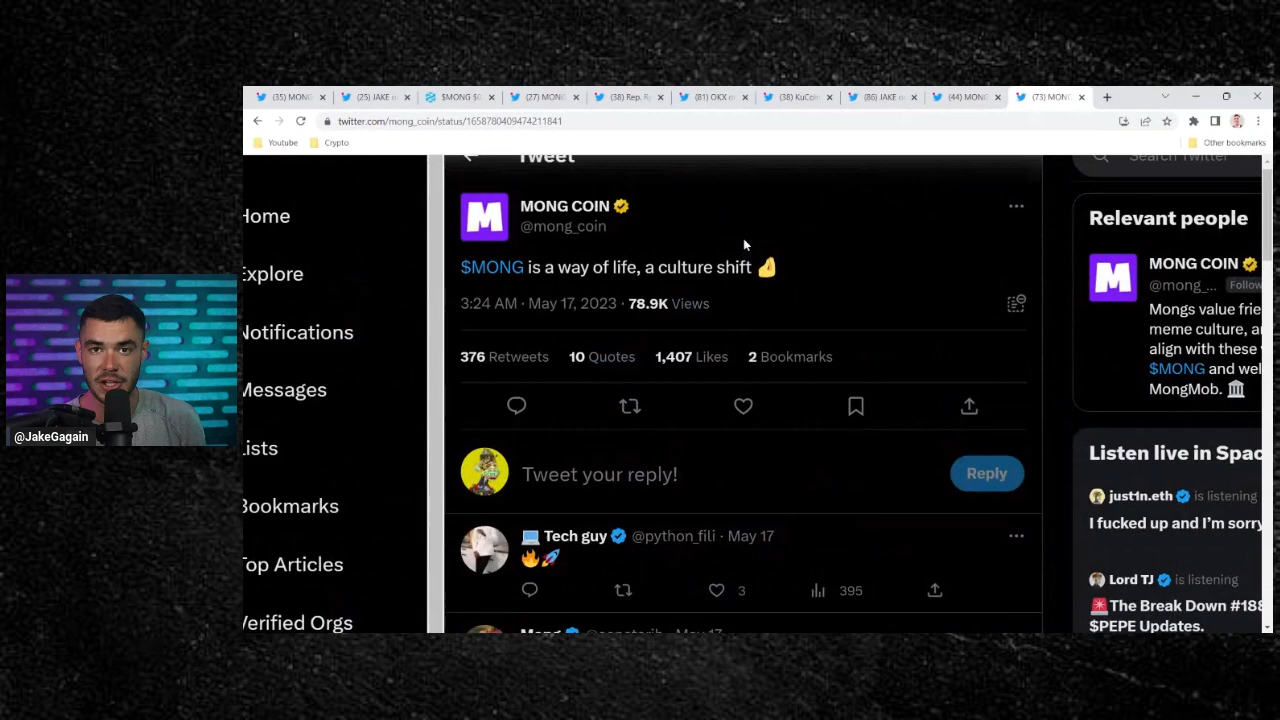 (35) MONG
(25) JAKE
$MONG $
(27) MONG
(38) Rep. R
(81) OKX
(38) KuCoi
(86) JAKE
(44) MONG
(73) MONG
twitter.com/mong_coin/status/1658780409474211841
Youtube
Crypto
Other bookmarks
Home
Explore
Notifications
Messages
Lists
Bookmarks
Top Articles
Verified Orgs
Tweet
MONG COIN
@mong_coin
$MONG is a way of life, a culture shift 🤌
3:24 AM · May 17, 2023 · 78.9K Views
376 Retweets 10 Quotes 1,407 Likes 2 Bookmarks
Tweet your reply!
Reply
Tech guy @python_fili · May 17
🔥🚀
3 395
Search Twitter
Relevant people
MONG COIN
@mong_... Follow
Mongs value frie
meme culture, a
align with these
$MONG and wel
MongMob. 🏛
Listen live in Spac
just1n.eth is listening
I fucked up and I'm sorry
Lord TJ is listening
🚨The Break Down #188
$PEPE Updates.
@JakeGagain
M
M